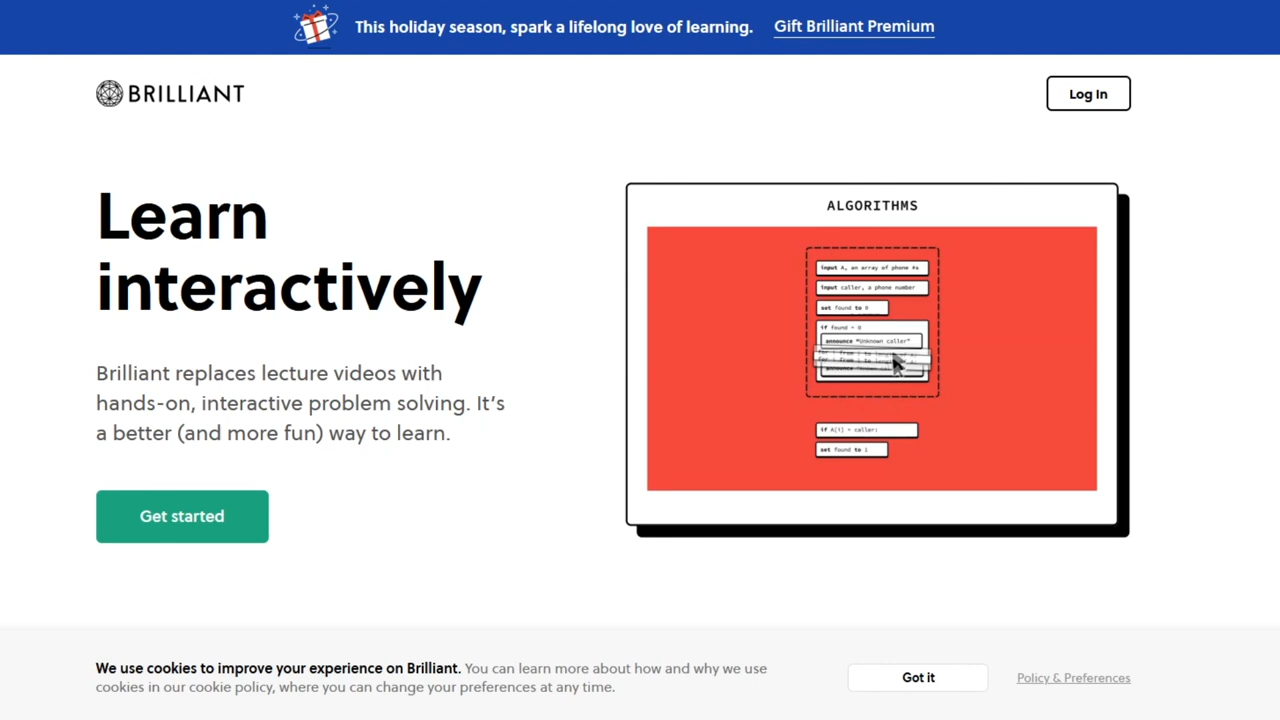 This holiday season, spark a lifelong love of learning. Gift Brilliant Premium
BRILLIANT
Log In
Learn
interactively
Brilliant replaces lecture videos with
hands-on, interactive problem solving. It’s
a better (and more fun) way to learn.
Get started
ALGORITHMS
input A, an array of phone #s
input caller, a phone number
set found to 0
if found = 0
announce "Unknown caller"
if A[i] = caller:
set found to 1
We use cookies to improve your experience on Brilliant. You can learn more about how and why we use
cookies in our cookie policy, where you can change your preferences at any time.
Got it
Policy & Preferences